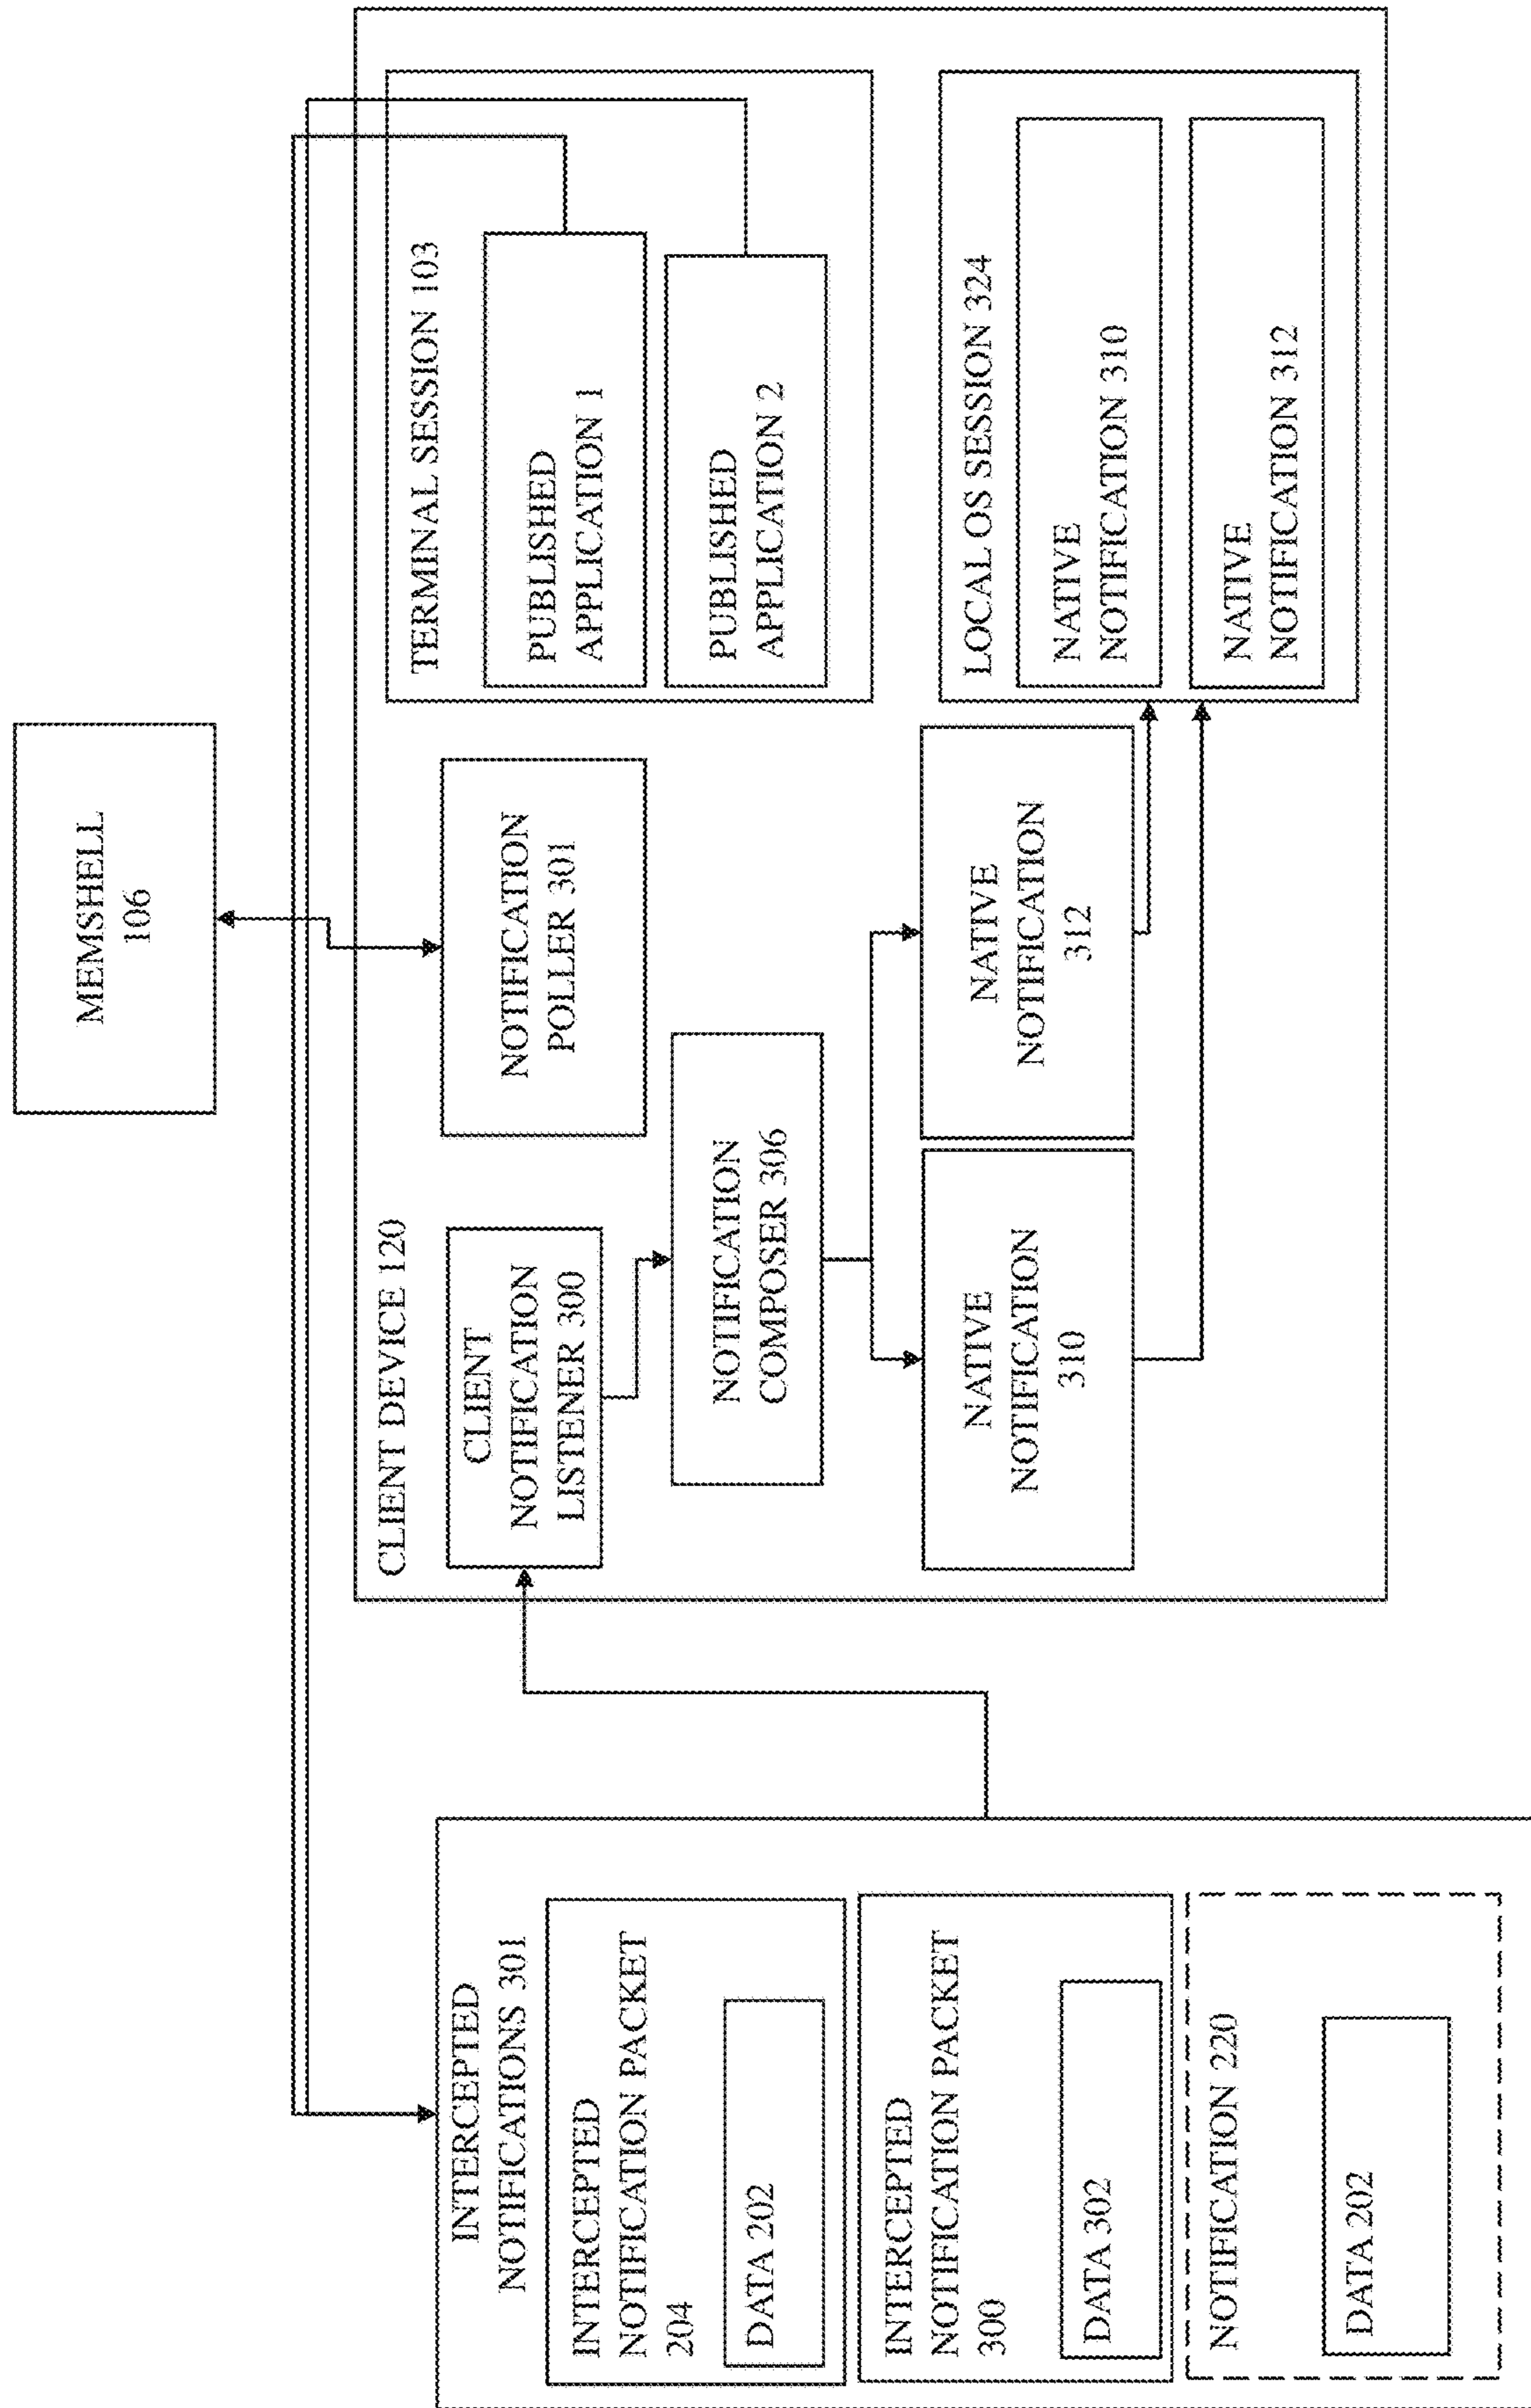 MEMSHELL
106
INTERCEPTED
NOTIFICATIONS 301
INTERCEPTED
NOTIFICATION PACKET
204
DATA 202
INTERCEPTED
NOTIFICATION PACKET
300
DATA 302
NOTIFICATION 220
DATA 202
CLIENT DEVICE 120
CLIENT
NOTIFICATION
LISTENER 300
NOTIFICATION
POLLER 301
NOTIFICATION
COMPOSER 306
NATIVE
NOTIFICATION
310
NATIVE
NOTIFICATION
312
TERMINAL SESSION 103
PUBLISHED
APPLICATION 1
PUBLISHED
APPLICATION 2
LOCAL OS SESSION 324
NATIVE
NOTIFICATION 310
NATIVE
NOTIFICATION 312